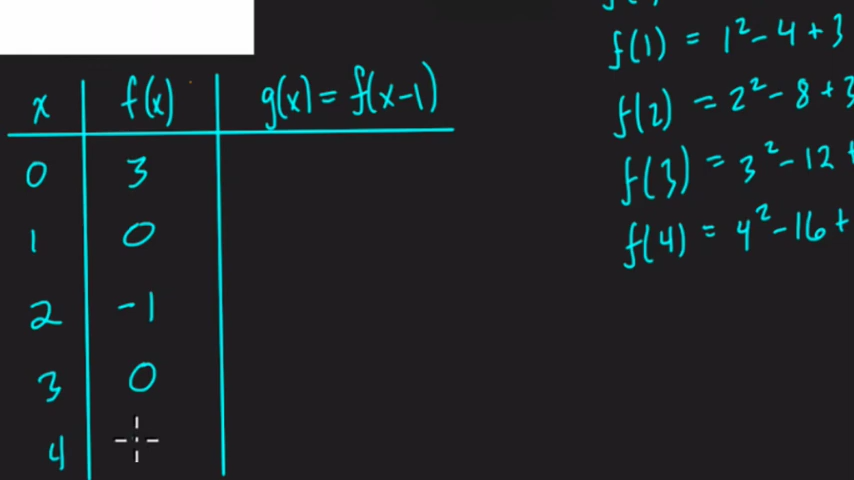 x f(x) g(x) = f(x-1)
0 3
1 0
2 -1
3 0
4
f(1) = 1² - 4 + 3
f(2) = 2² - 8 + 3
f(3) = 3² - 12 +
f(4) = 4² - 16 +